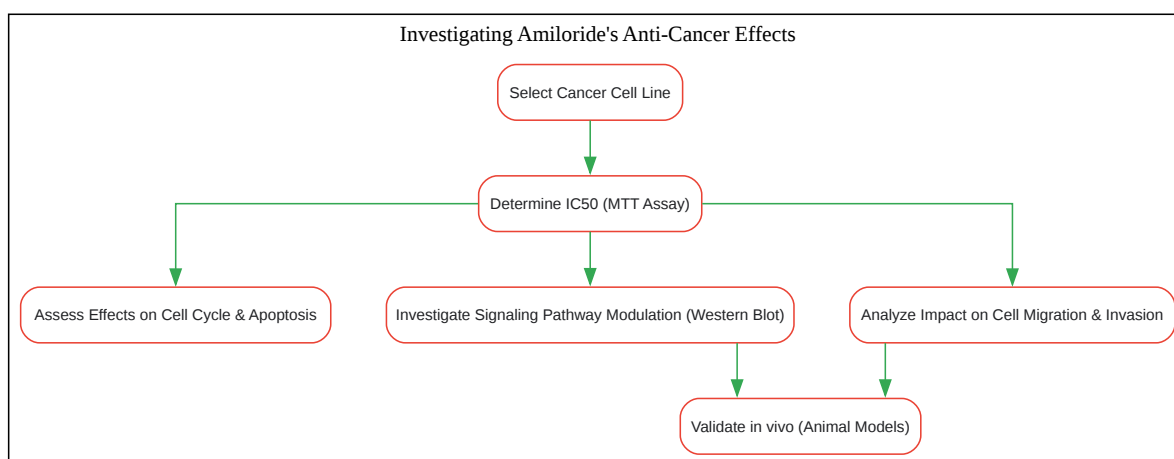 Investigating Amiloride's Anti-Cancer Effects
Select Cancer Cell Line
Determine IC50 (MTT Assay)
Assess Effects on Cell Cycle & Apoptosis
Investigate Signaling Pathway Modulation (Western Blot)
Analyze Impact on Cell Migration & Invasion
Validate in vivo (Animal Models)